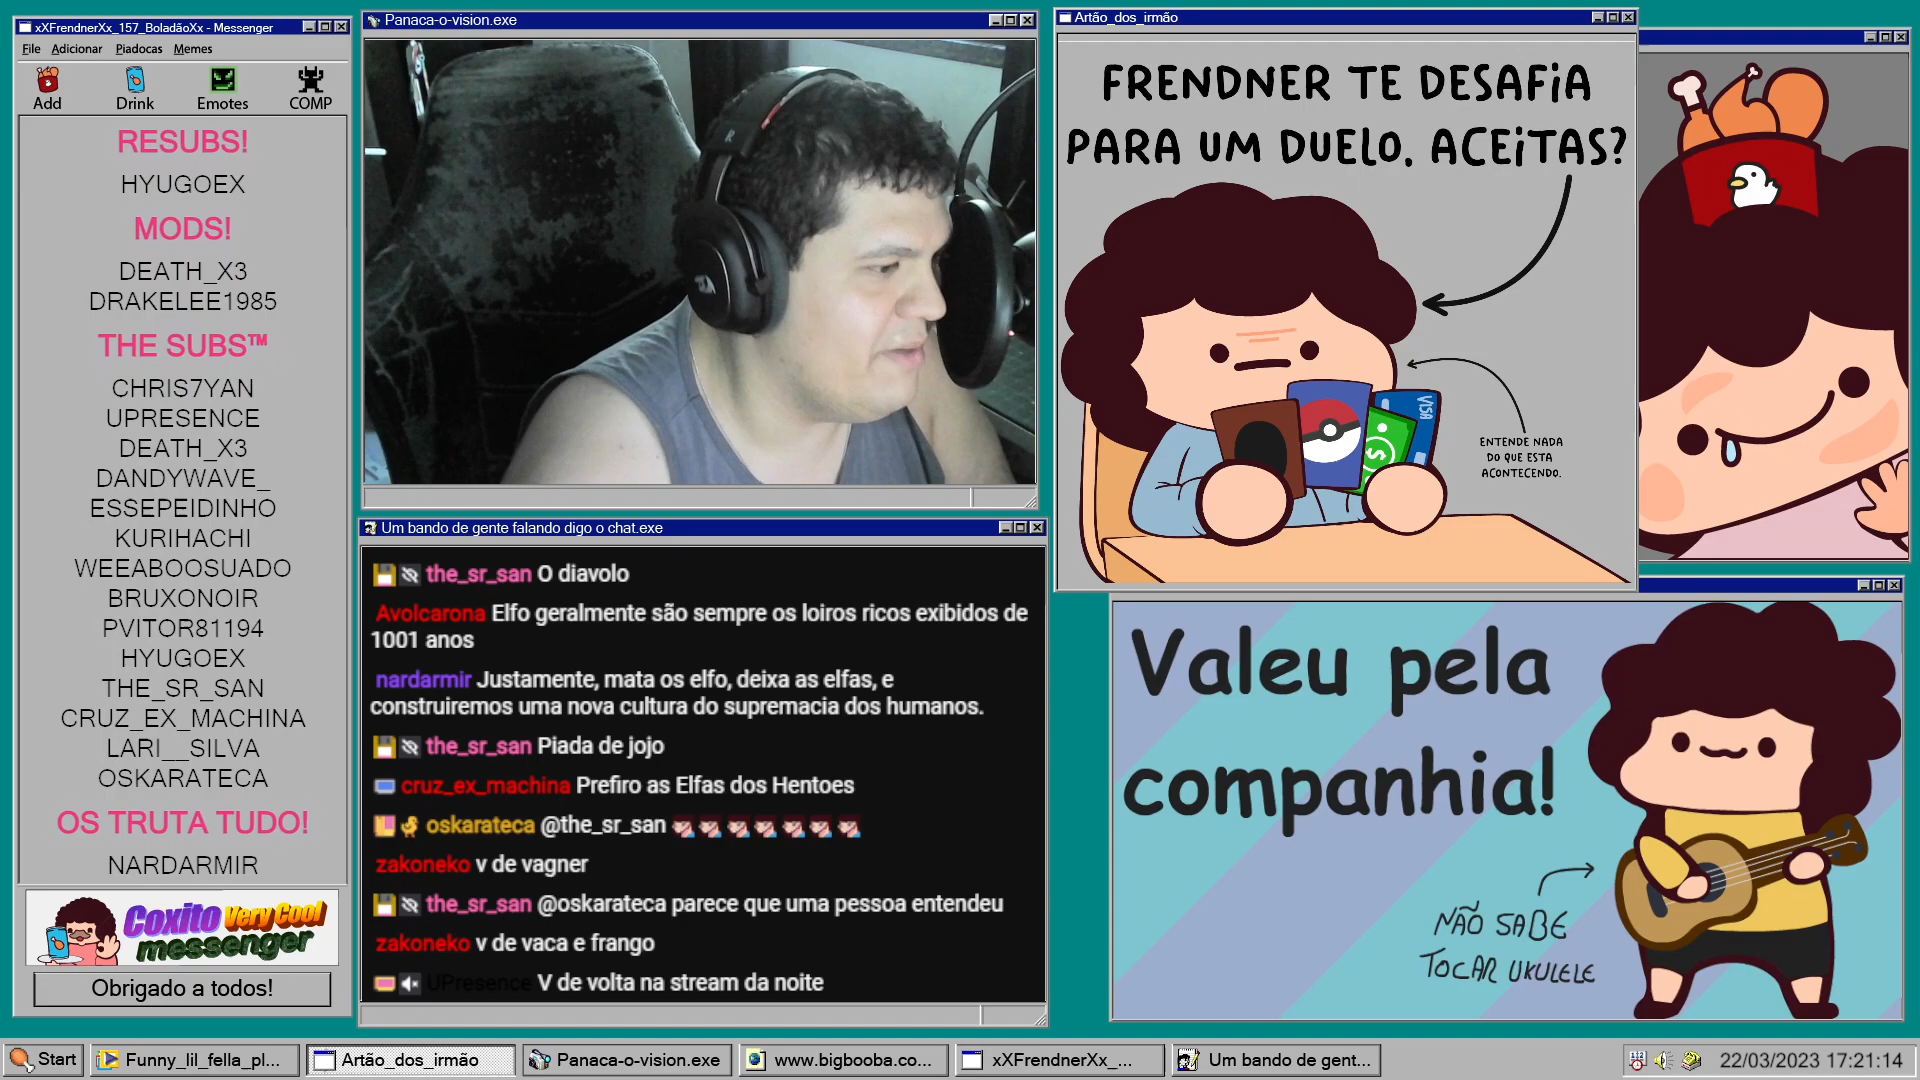 xXFrendnerXx_157_BoladãoXx - Messenger
File Adicionar Piadocas Memes
Add Drink Emotes COMP
RESUBS!
HYUGOEX
MODS!
DEATH_X3
DRAKELEE1985
THE SUBS™
CHRIS7YAN
UPRESENCE
DEATH_X3
DANDYWAVE_
ESSEPEIDINHO
KURIHACHI
WEEABOOSUADO
BRUXONOIR
PVITOR81194
HYUGOEX
THE_SR_SAN
CRUZ_EX_MACHINA
LARI__SILVA
OSKARATECA
OS TRUTA TUDO!
NARDARMIR
Coxito Very Cool
messenger
Obrigado a todos!
Panaca-o-vision.exe
Um bando de gente falando digo o chat.exe
the_sr_san O diavolo
Avolcarona Elfo geralmente são sempre os loiros ricos exibidos de
1001 anos
nardarmir Justamente, mata os elfo, deixa as elfas, e
construiremos uma nova cultura do supremacia dos humanos.
the_sr_san Piada de jojo
cruz_ex_machina Prefiro as Elfas dos Hentoes
oskarateca @the_sr_san
zakoneko v de vagner
the_sr_san @oskarateca parece que uma pessoa entendeu
zakoneko v de vaca e frango
UPresence V de volta na stream da noite
Artão_dos_irmão
FRENDNER TE DESAFiA
PARA UM DUELO. ACEiTAS?
VISA
$
ENTENDE NADA
DO QUE ESTA
ACONTECENDO.
Valeu pela
companhia!
NÃO SABE
TOCAR UKULELE
Start Funny_lil_fella_pl... Artão_dos_irmão Panaca-o-vision.exe www.bigbooba.co... xXFrendnerXx_... Um bando de gent... 22/03/2023 17:21:14